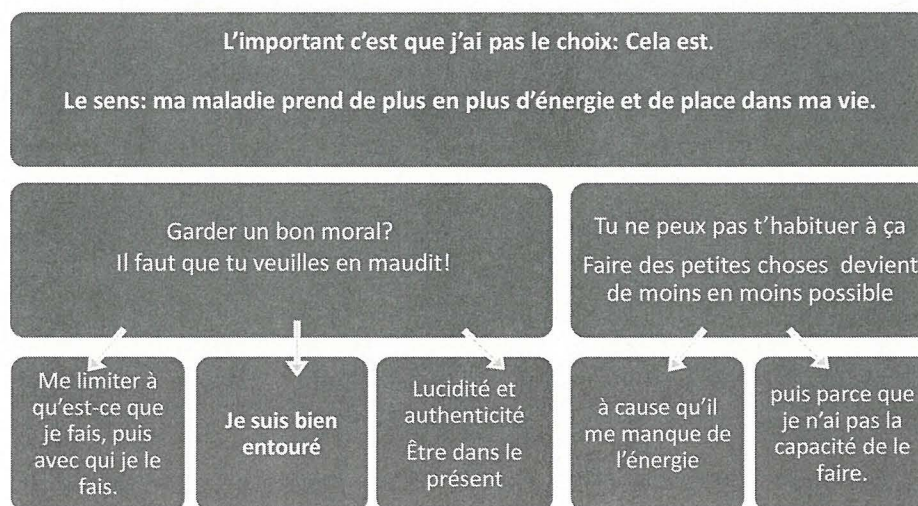 L'important c'est que j'ai pas le choix: Cela est.
Le sens: ma maladie prend de plus en plus d'énergie et de place dans ma vie.
Garder un bon moral?
Il faut que tu veuilles en maudit!
Tu ne peux pas t'habituer à ça
Faire des petites choses devient
de moins en moins possible
Me limiter à
qu'est-ce que
je fais, puis
avec qui je le
fais.
Je suis bien
entouré
Lucidité et
authenticité
Être dans le
présent
à cause qu'il
me manque de
l'énergie
puis parce que
je n'ai pas la
capacité de le
faire.